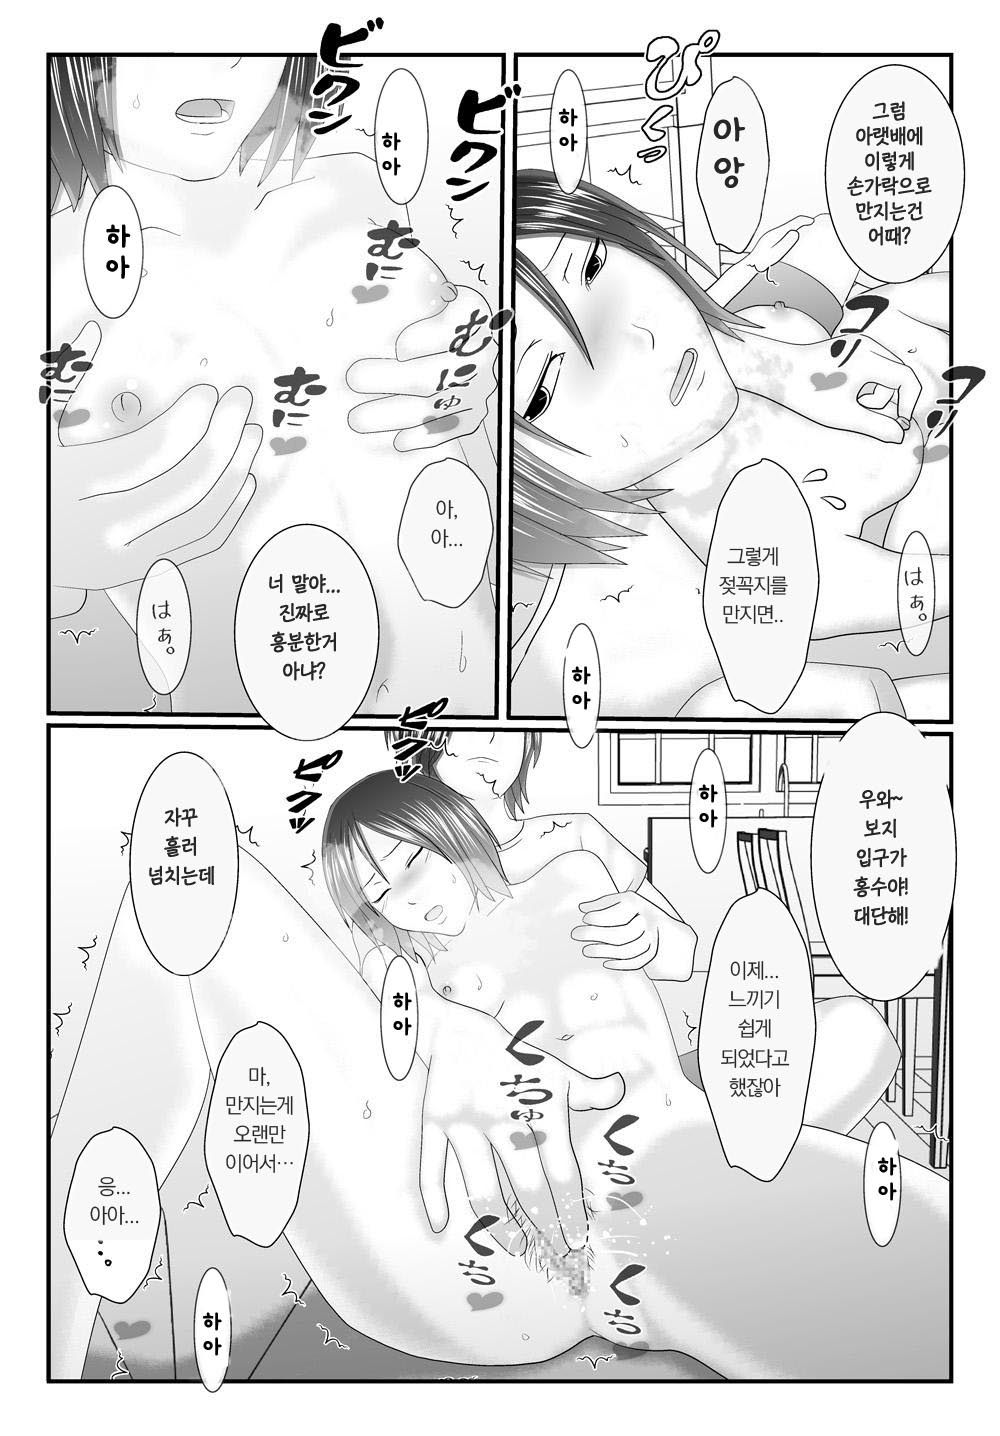 그럼
아랫배에
이렇게
손가락으로
만지는건
어때?
아
앙
ぴくっ
하
아
コリ
コリ
그렇게
젖꼭지를
만지면..
はぁ。
하
아
ビクン
ビクン
하
아
하
아
むに
むにゅ
むに
むに
아,
아...
너 말야...
진짜로
흥분한거
아냐?
はぁ。
우와~
보지
입구가
홍수야!
대단해!
하
아
이제...
느끼기
쉽게
되었다고
했잖아
ピクッ
ピクン
자꾸
흘러
넘치는데
하
아
くちゅ
くち
くち
くち
마,
만지는게
오랜만
이어서…
하
아
응...
아아...
…。
하
아